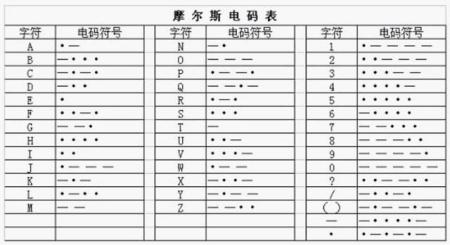 摩尔斯电码表
字符 电码符号 字符 电码符号 字符 电码符号
A •— N —• 1 •————
B —••• O ——— 2 ••———
C —•—• P •——• 3 •••——
D —•• Q ——•— 4 ••••—
E • R •—• 5 •••••
F ••—• S ••• 6 —••••
G ——• T — 7 ——•••
H •••• U ••— 8 ———••
I •• V •••— 9 ————•
J •——— W •—— 0 —————
K —•— X —••— ? ••——••
L •—•• Y —•—— / —••—•
M —— Z ——•• ( ) —•——•—
— —••••—
• •—•—•—